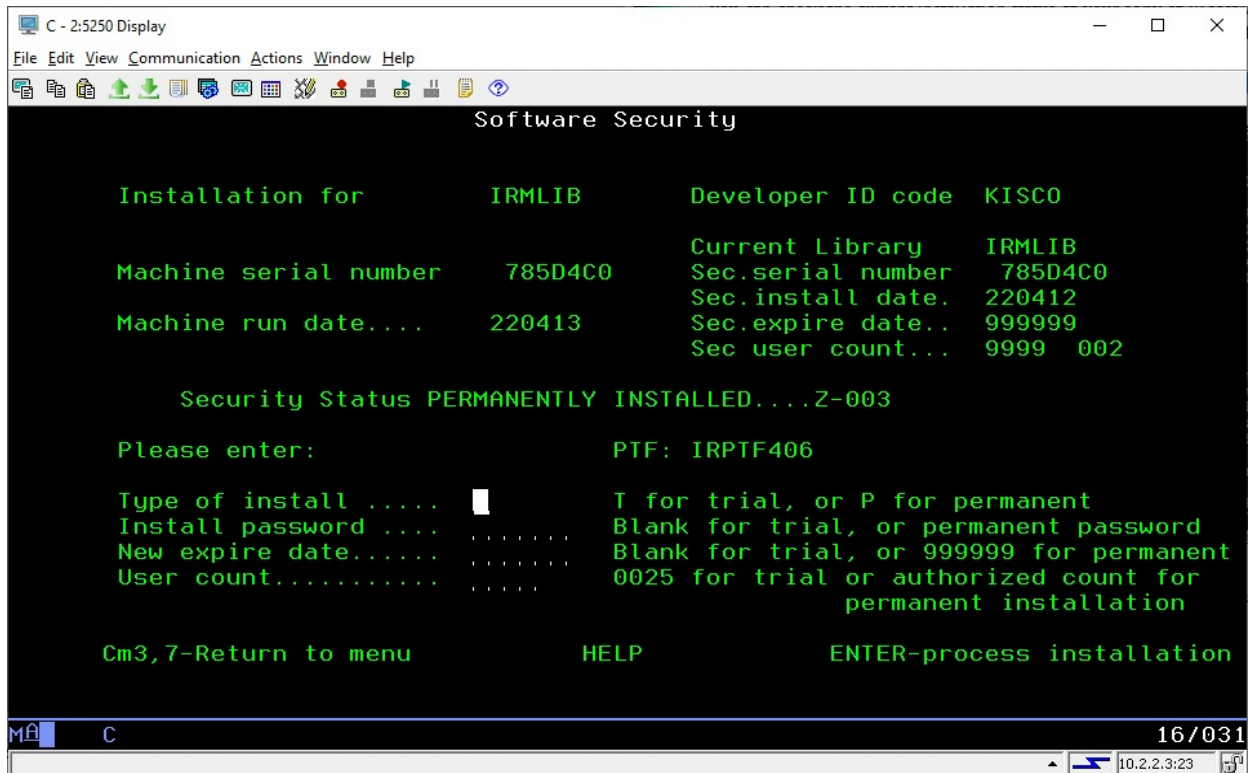 C - 2:5250 Display
File Edit View Communication Actions Window Help
Software Security
Installation for IRMLIB Developer ID code KISCO
Current Library IRMLIB
Machine serial number 785D4C0 Sec.serial number 785D4C0
Sec.install date. 220412
Machine run date.... 220413 Sec.expire date.. 999999
Sec user count... 9999 002
Security Status PERMANENTLY INSTALLED....Z-003
Please enter: PTF: IRPTF406
Type of install ..... T for trial, or P for permanent
Install password .... Blank for trial, or permanent password
New expire date...... Blank for trial, or 999999 for permanent
User count........... 0025 for trial or authorized count for
permanent installation
Cm3,7-Return to menu HELP ENTER-process installation
MA C 16/031
10.2.2.3:23